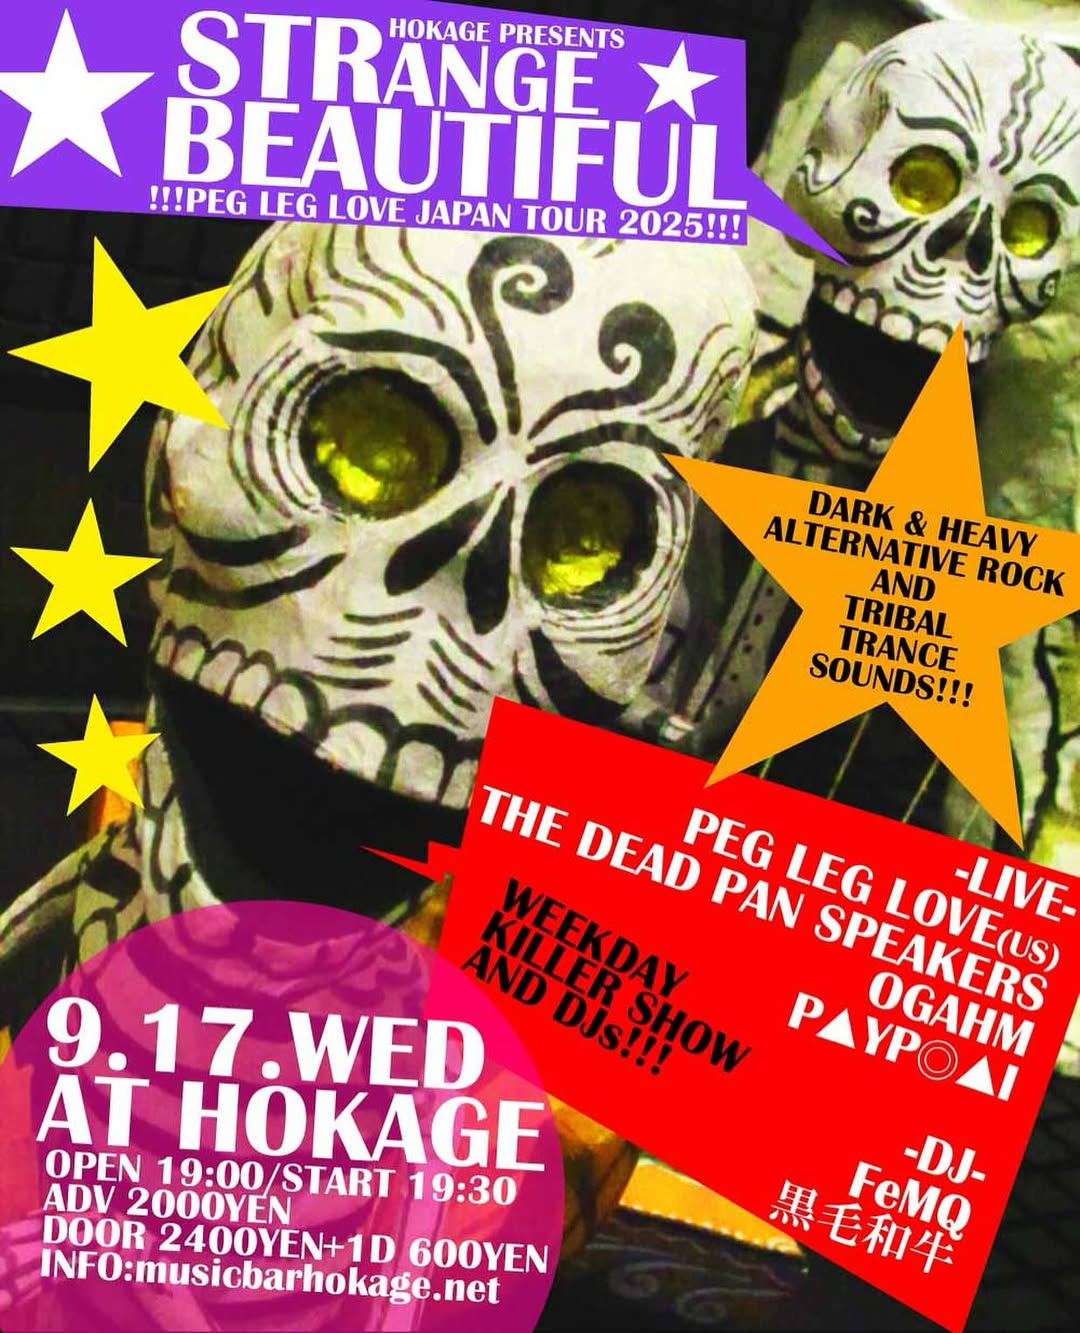 HOKAGE PRESENTS
STRANGE
BEAUTIFUL
!!!PEG LEG LOVE JAPAN TOUR 2025!!!
DARK & HEAVY
ALTERNATIVE ROCK
AND
TRIBAL
TRANCE
SOUNDS!!!
-LIVE-
PEG LEG LOVE(US)
THE DEAD PAN SPEAKERS
OGAHM
P▲YP◎▲I
WEEKDAY
KILLER SHOW
AND DJs!!!
-DJ-
FeMQ
黒毛和牛
9.17.WED
AT HOKAGE
OPEN 19:00/START 19:30
ADV 2000YEN
DOOR 2400YEN+1D 600YEN
INFO:musicbarhokage.net